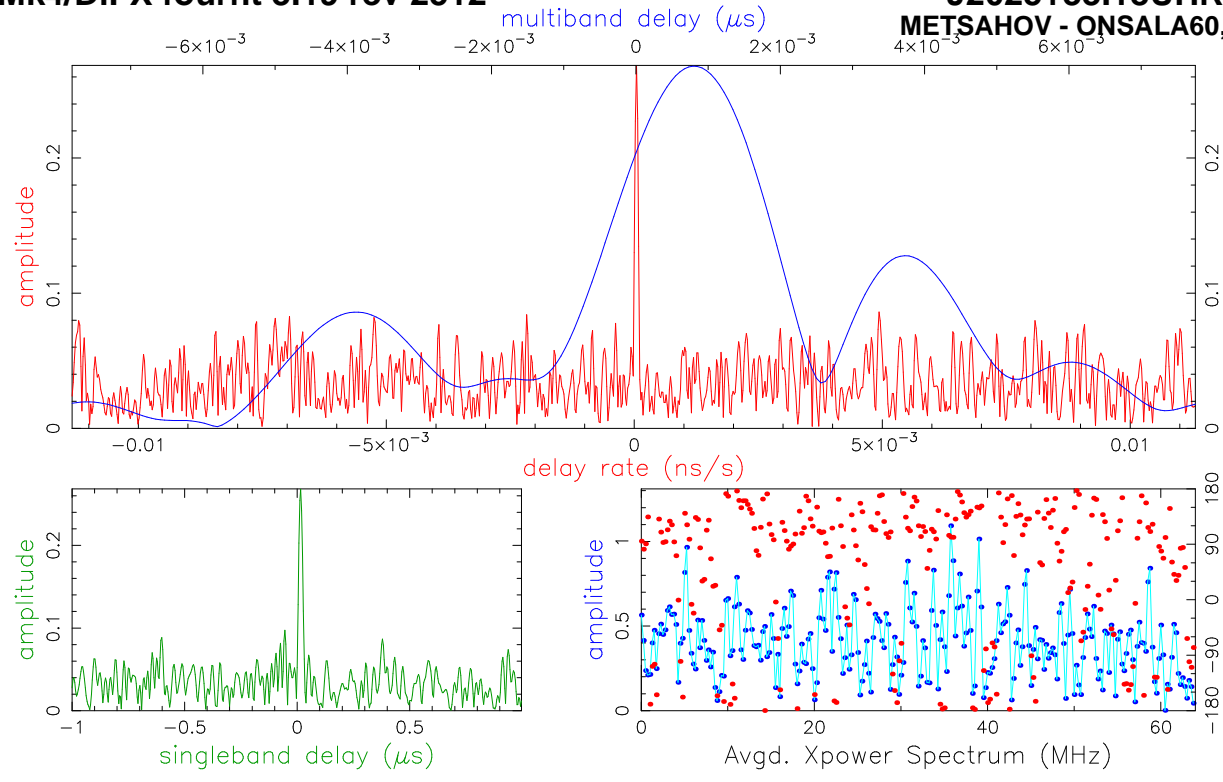 multiband delay (μs)
METSAHOV - ONSALA60,
−6×10⁻³ −4×10⁻³ −2×10⁻³ 0 2×10⁻³ 4×10⁻³ 6×10⁻³
amplitude
0 0.1 0.2
0 0.1 0.2
−0.01 −5×10⁻³ 0 5×10⁻³ 0.01
delay rate (ns/s)
amplitude
0 0.1 0.2
−1 −0.5 0 0.5
singleband delay (μs)
amplitude
0 0.5 1
−180 −90 0 90 180
0 20 40 60
Avgd. Xpower Spectrum (MHz)